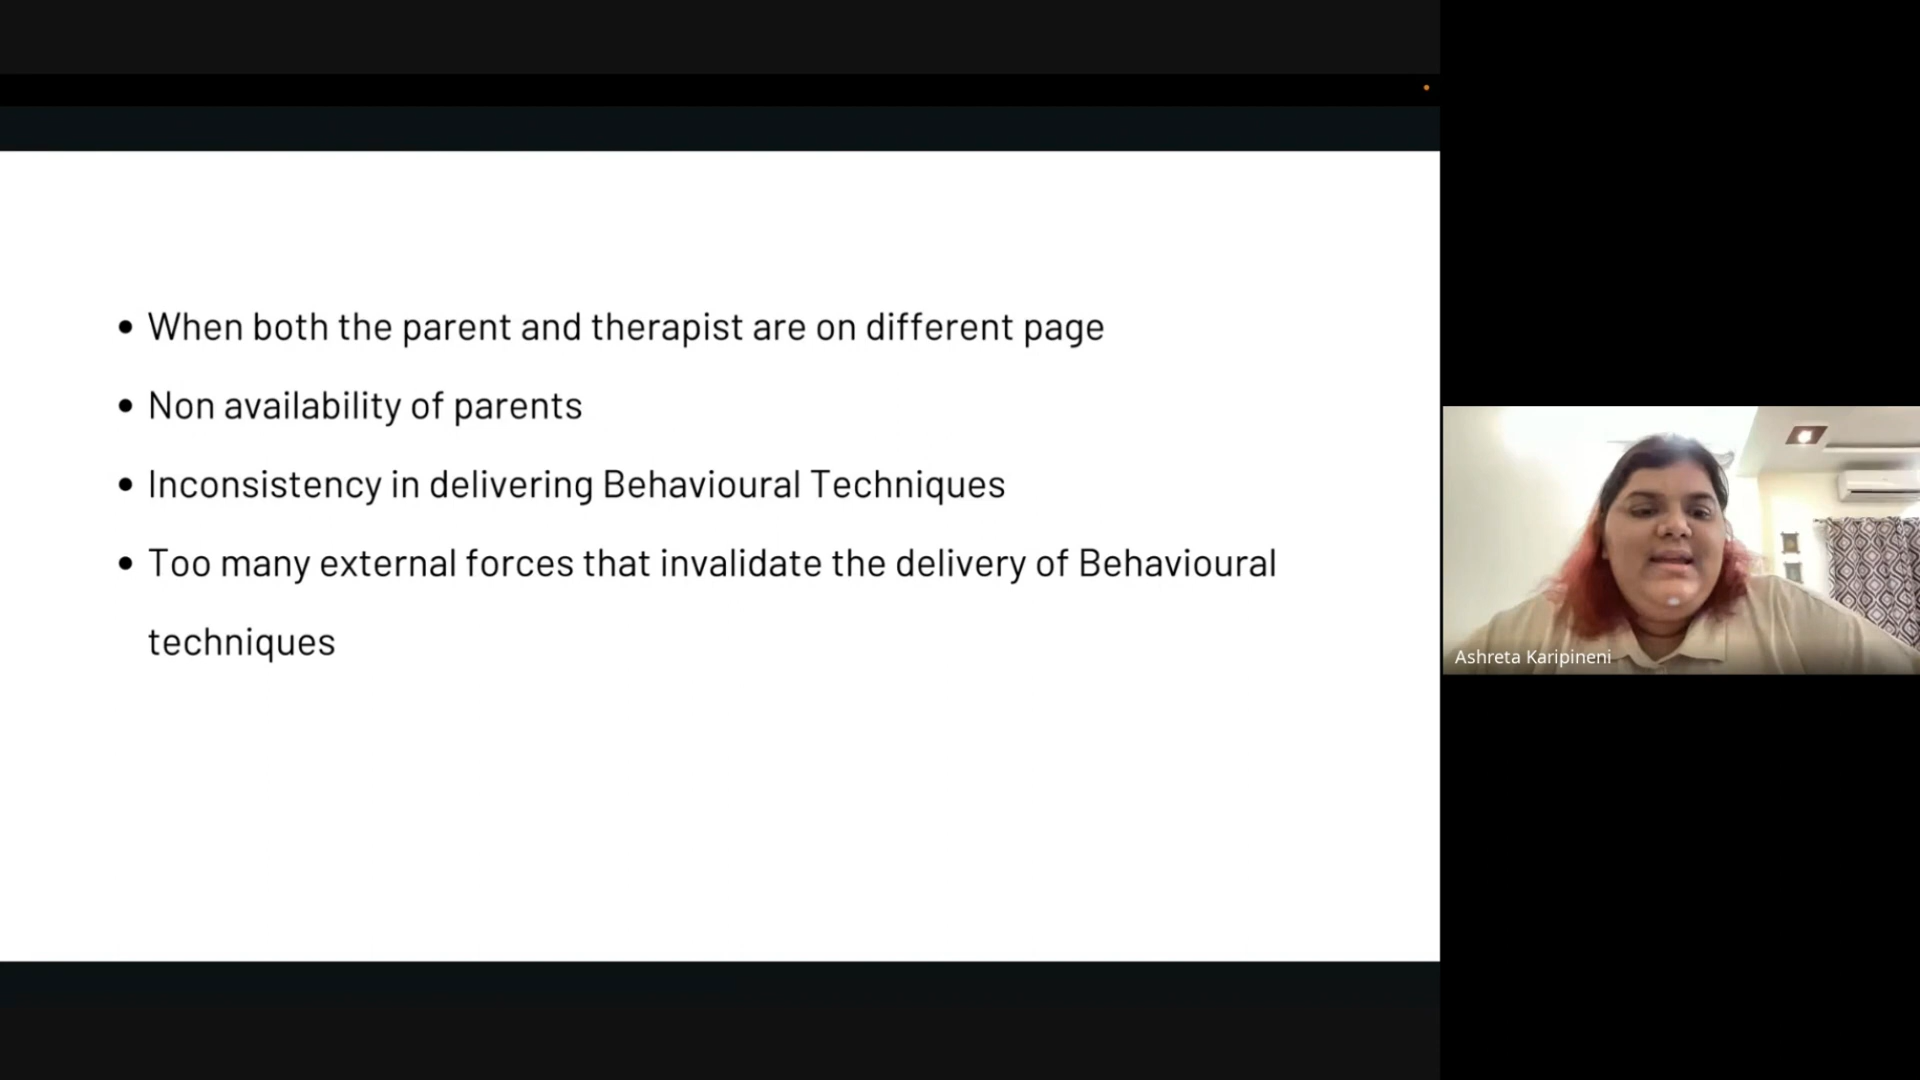 • When both the parent and therapist are on different page
• Non availability of parents
• Inconsistency in delivering Behavioural Techniques
• Too many external forces that invalidate the delivery of Behavioural
techniques
Ashreta Karipineni